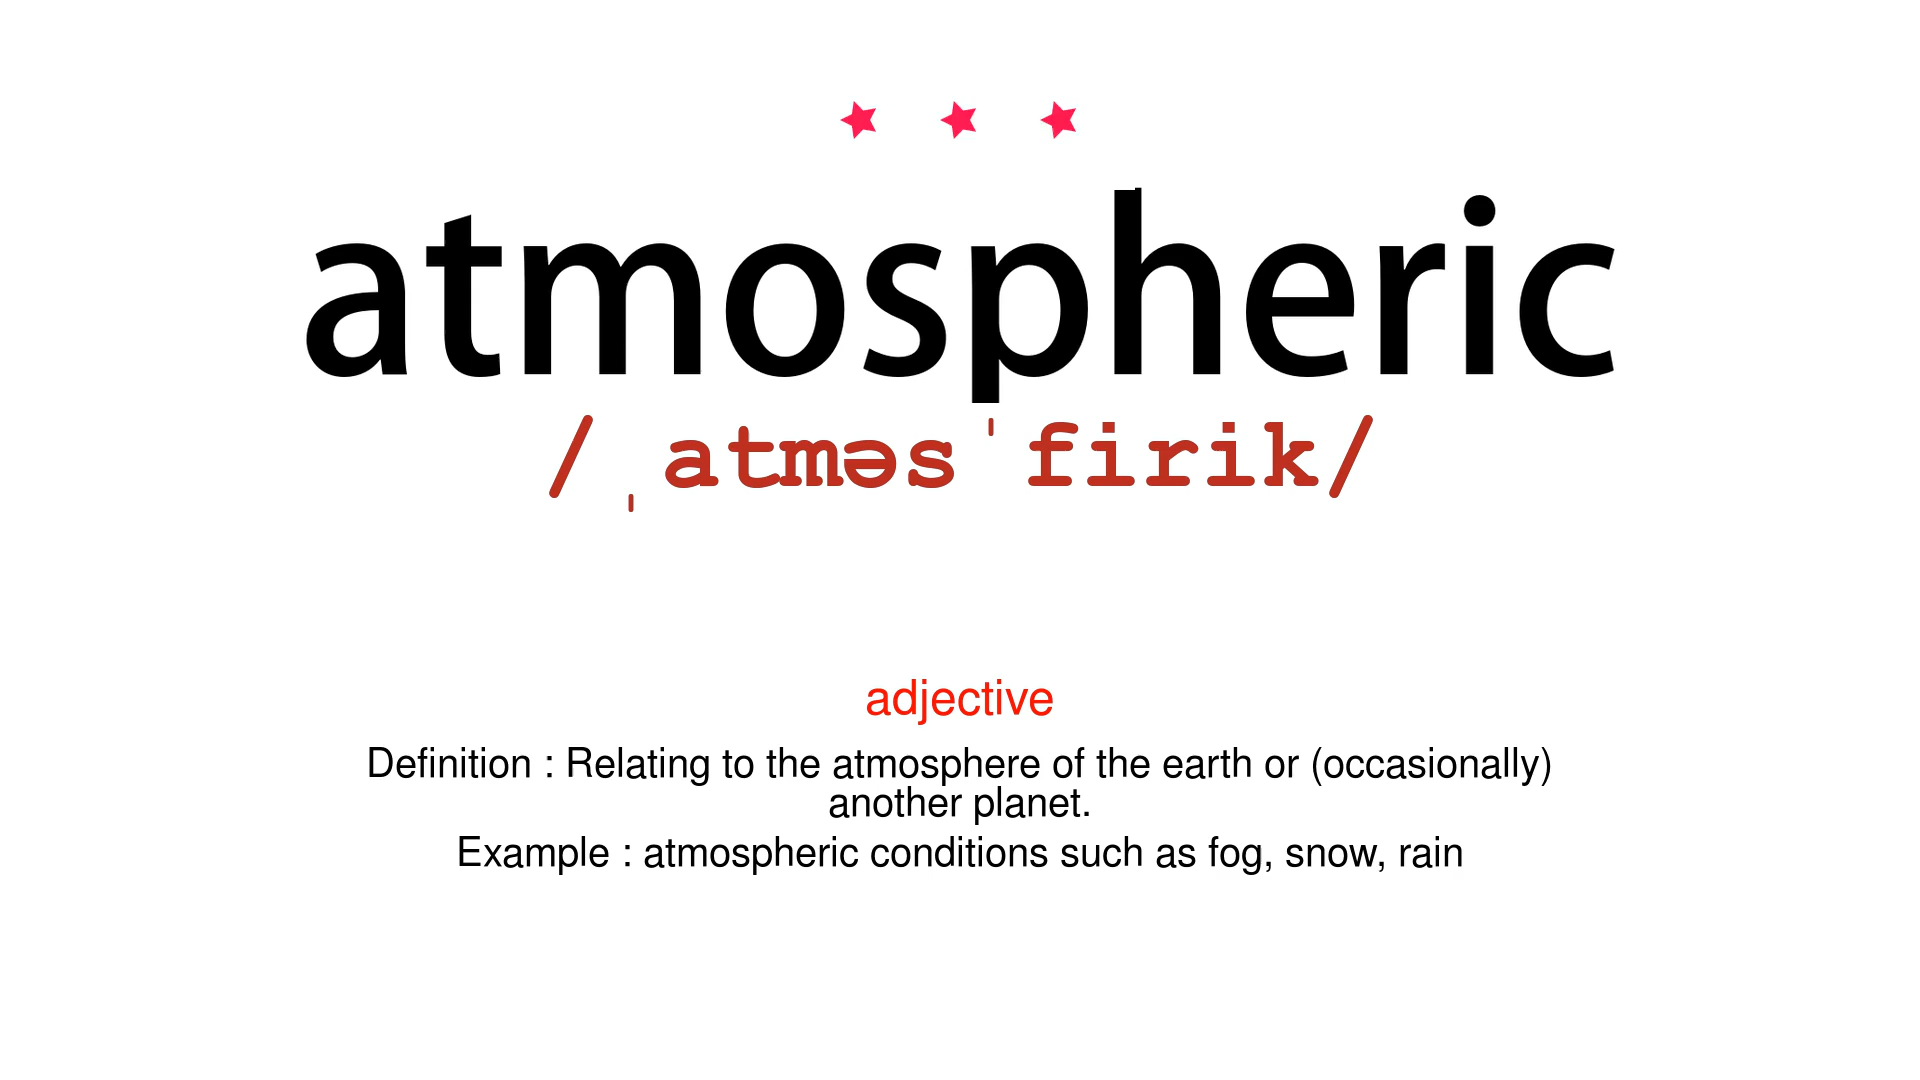 atmospheric
/ˌatməsˈfirik/
adjective
Definition : Relating to the atmosphere of the earth or (occasionally)
another planet.
Example : atmospheric conditions such as fog, snow, rain